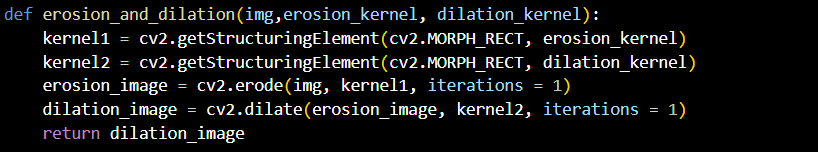 def erosion_and_dilation(img,erosion_kernel, dilation_kernel):
    kernel1 = cv2.getStructuringElement(cv2.MORPH_RECT, erosion_kernel)
    kernel2 = cv2.getStructuringElement(cv2.MORPH_RECT, dilation_kernel)
    erosion_image = cv2.erode(img, kernel1, iterations = 1)
    dilation_image = cv2.dilate(erosion_image, kernel2, iterations = 1)
    return dilation_image